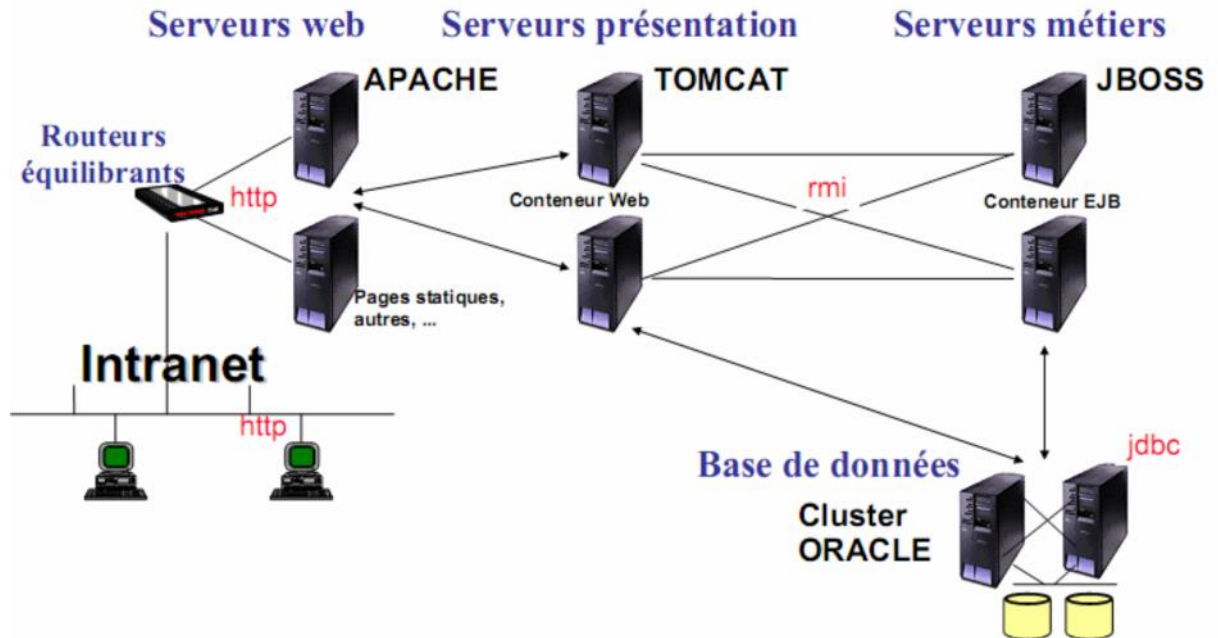 Serveurs web
Serveurs présentation
Serveurs métiers
APACHE
TOMCAT
JBOSS
Routeurs
équilibrants
http
Conteneur Web
rmi
Conteneur EJB
Pages statiques,
autres, ...
Intranet
http
Base de données
jdbc
Cluster
ORACLE